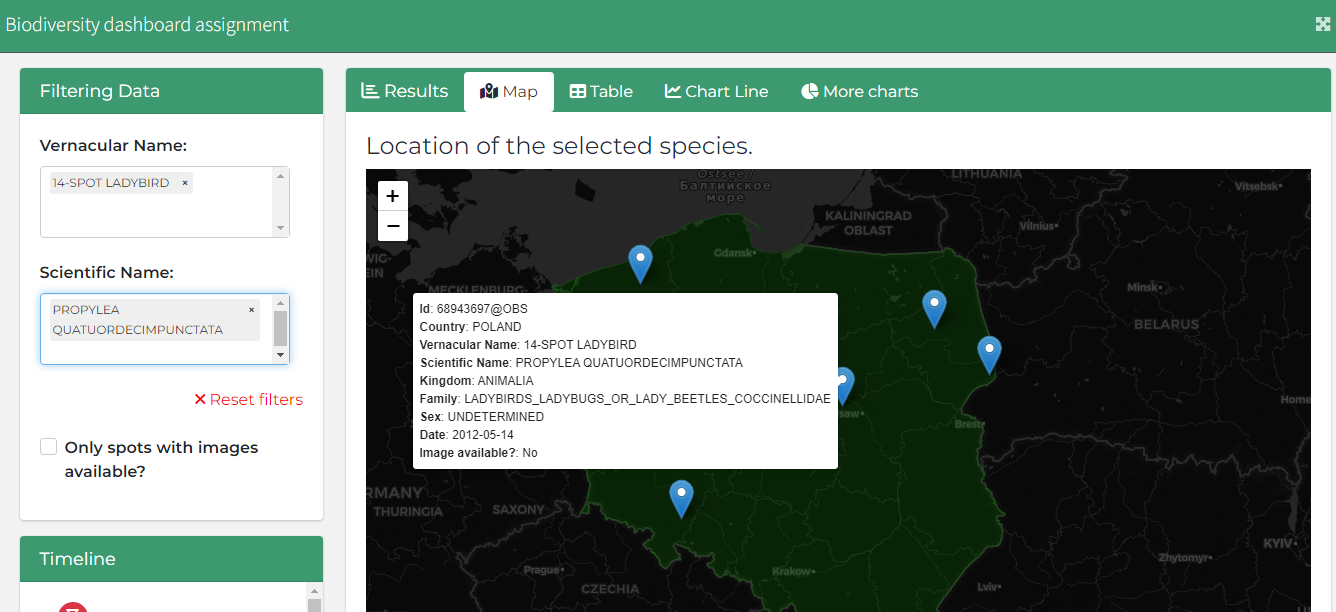 Biodiversity dashboard assignment
Filtering Data
Vernacular Name:
14-SPOT LADYBIRD ×
Scientific Name:
PROPYLEA ×
QUATUORDECIMPUNCTATA
× Reset filters
Only spots with images
available?
Timeline
Results
Map
Table
Chart Line
More charts
Location of the selected species.
+
−
Ostsee /
Балтийское
море
LITHUANIA
Vitsebsk
KALININGRAD
OBLAST
Vilnius
Gdansk
MECKLENBURG-
Minsk
BELARUS
Id: 68943697@OBS
Country: POLAND
Vernacular Name: 14-SPOT LADYBIRD
Scientific Name: PROPYLEA QUATUORDECIMPUNCTATA
Kingdom: ANIMALIA
Family: LADYBIRDS_LADYBUGS_OR_LADY_BEETLES_COCCINELLIDAE
Sex: UNDETERMINED
Date: 2012-05-14
Image available?: No
saw
Brest
Home
RMANY
THURINGIA
SAXONY
KYIV
Zhytomyr
Prague
Krakow
CZECHIA
Lviv